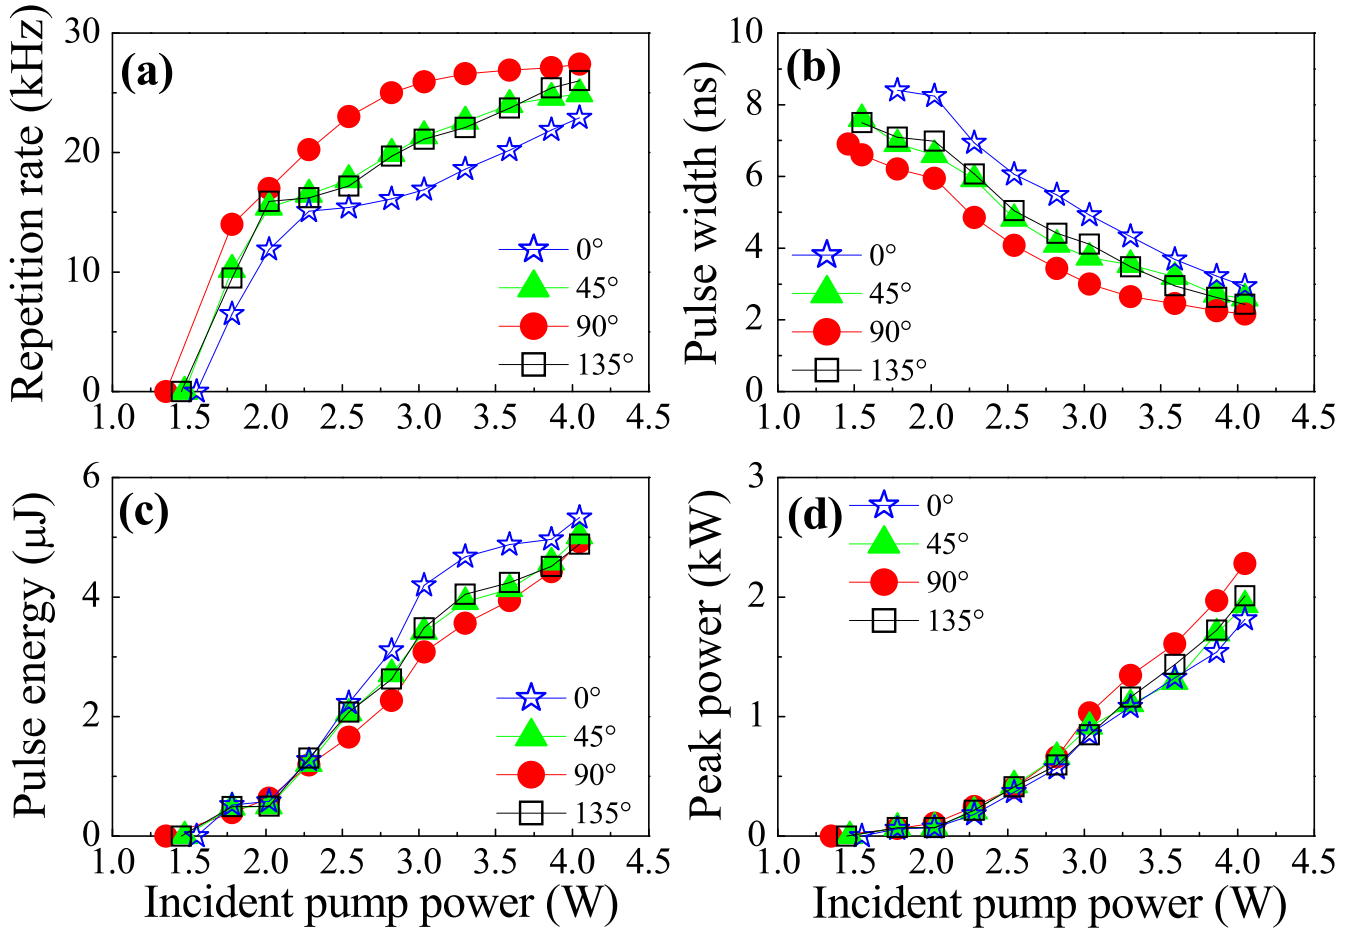 Repetition rate (kHz)
30
20
10
0
(a)
0°
45°
90°
135°
1.0 1.5 2.0 2.5 3.0 3.5 4.0 4.5
Pulse width (ns)
10
8
6
4
2
0
(b)
0°
45°
90°
135°
1.0 1.5 2.0 2.5 3.0 3.5 4.0 4.5
Pulse energy (μJ)
6
4
2
0
(c)
0°
45°
90°
135°
1.0 1.5 2.0 2.5 3.0 3.5 4.0 4.5
Incident pump power (W)
Peak power (kW)
3
2
1
0
(d)
0°
45°
90°
135°
1.0 1.5 2.0 2.5 3.0 3.5 4.0 4.5
Incident pump power (W)